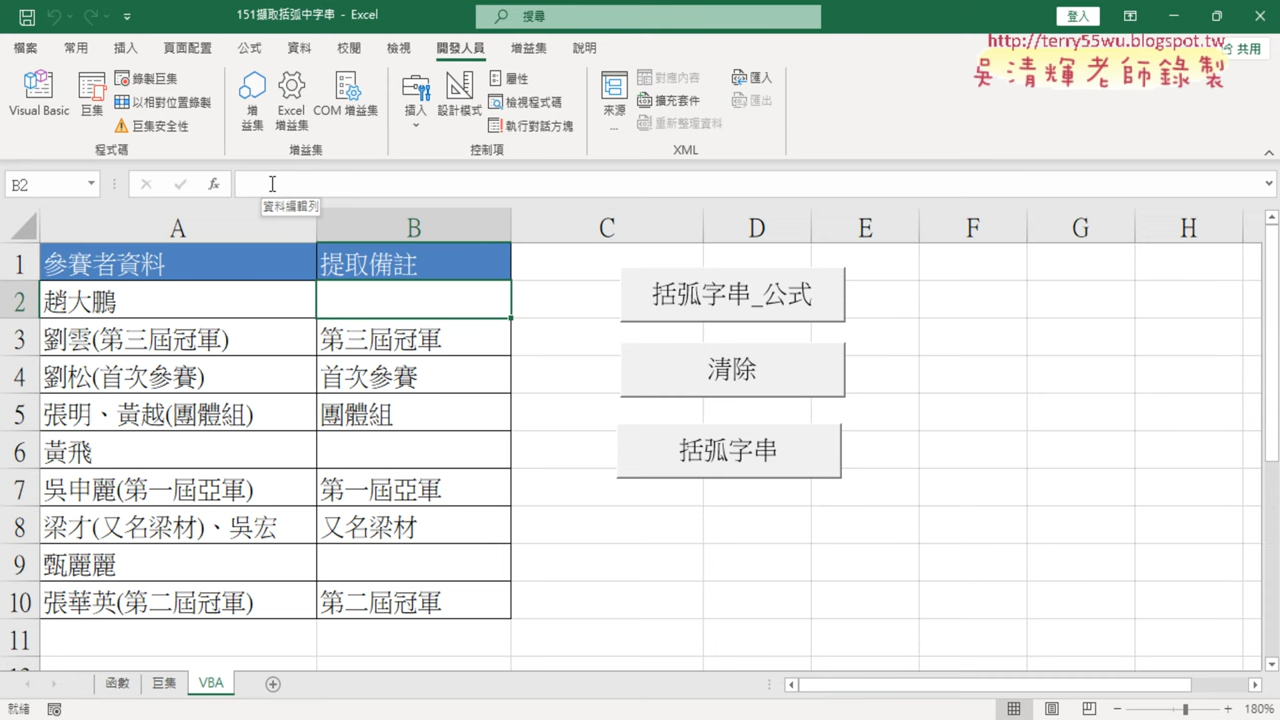 151擷取括弧中字串 - Excel
搜尋
登入
http://terry55wu.blogspot.tw
吳清輝老師錄製
檔案 常用 插入 頁面配置 公式 資料 校閱 檢視 開發人員 增益集 說明
共用
Visual Basic
巨集
錄製巨集
以相對位置錄製
巨集安全性
程式碼
增益集
Excel 增益集
COM 增益集
增益集
插入
設計模式
屬性
檢視程式碼
執行對話方塊
控制項
來源...
對應內容
擴充套件
重新整理資料
匯入
匯出
XML
B2
fx
資料編輯列
A B C D E F G H
1 參賽者資料 提取備註
2 趙大鵬
3 劉雲(第三屆冠軍) 第三屆冠軍
4 劉松(首次參賽) 首次參賽
5 張明、黃越(團體組) 團體組
6 黃飛
7 吳申麗(第一屆亞軍) 第一屆亞軍
8 梁才(又名梁材)、吳宏 又名梁材
9 甄麗麗
10 張華英(第二屆冠軍) 第二屆冠軍
11
括弧字串_公式
清除
括弧字串
函數 巨集 VBA
就緒
180%